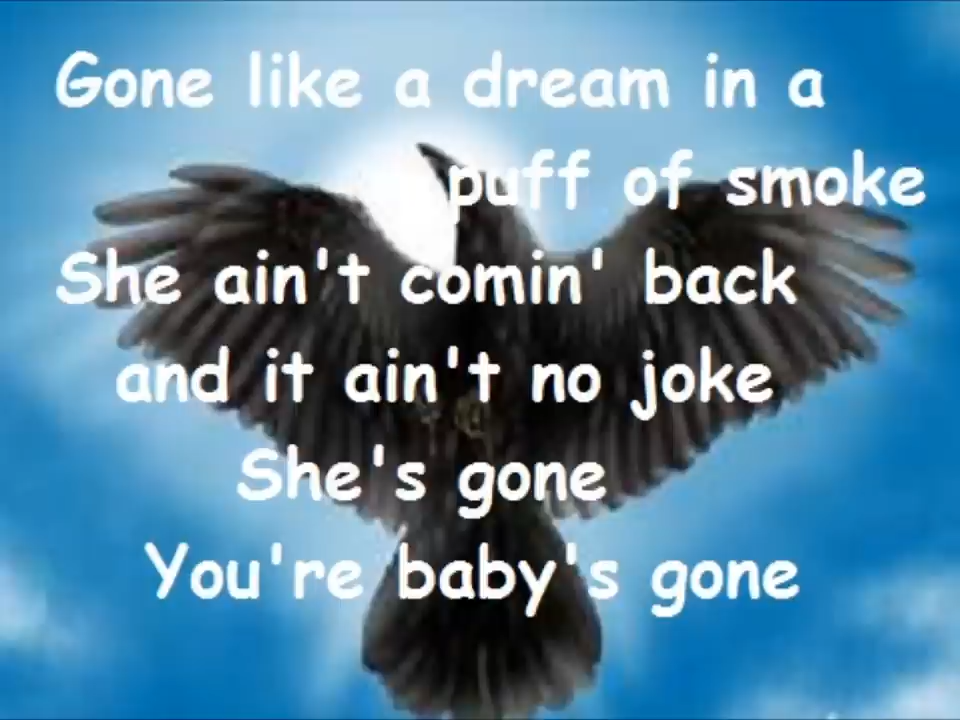 Gone like a dream in a
puff of smoke
She ain't comin' back
and it ain't no joke
She's gone
You're baby's gone